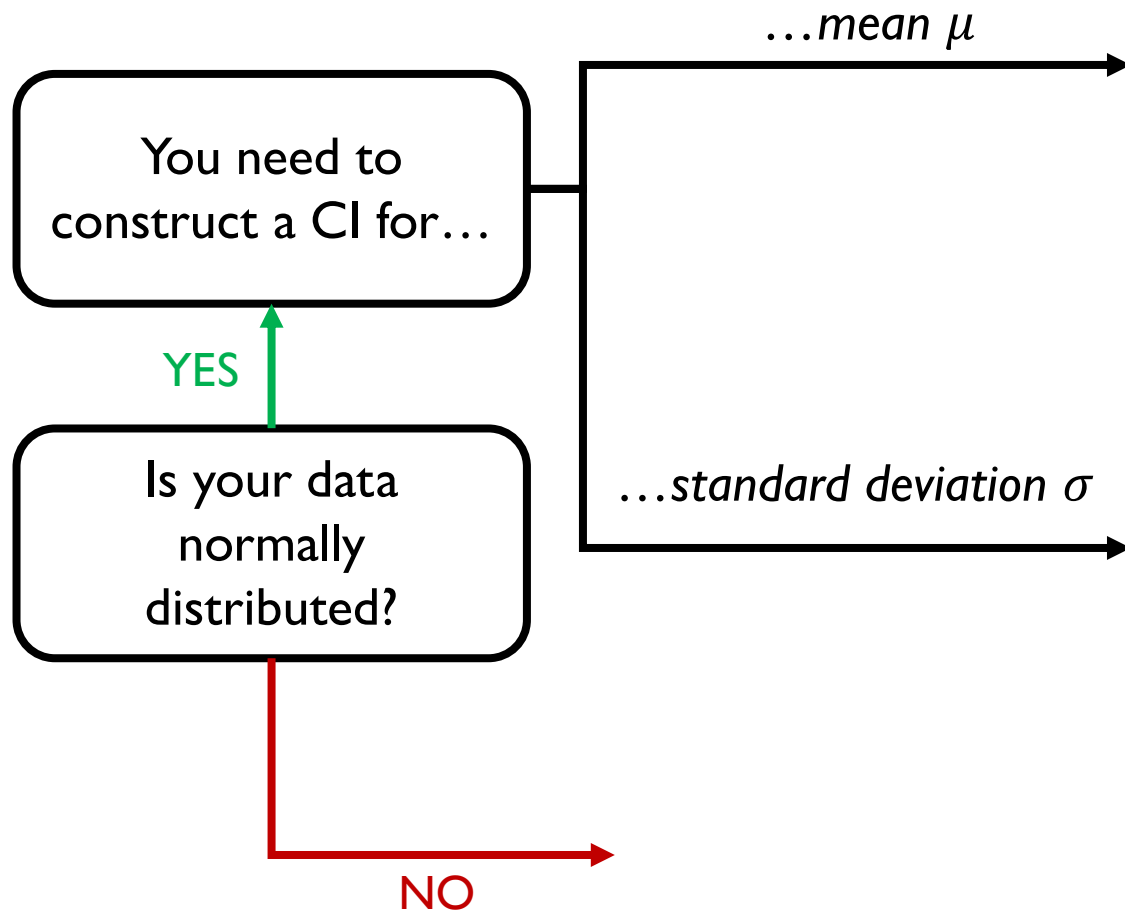 …mean μ
You need to
construct a CI for…
YES
Is your data
normally
distributed?
…standard deviation σ
NO